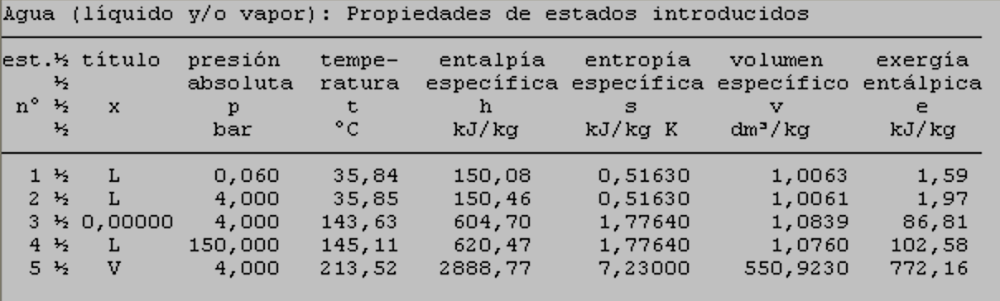 Agua (líquido y/o vapor): Propiedades de estados introducidos
est.½ título presión tempe- entalpía entropía volumen exergía
½ absoluta ratura específica específica específico entálpica
n° ½ x p t h s v e
½ bar °C kJ/kg kJ/kg K dm³/kg kJ/kg
1 ½ L 0,060 35,84 150,08 0,51630 1,0063 1,59
2 ½ L 4,000 35,85 150,46 0,51630 1,0061 1,97
3 ½ 0,00000 4,000 143,63 604,70 1,77640 1,0839 86,81
4 ½ L 150,000 145,11 620,47 1,77640 1,0760 102,58
5 ½ V 4,000 213,52 2888,77 7,23000 550,9230 772,16